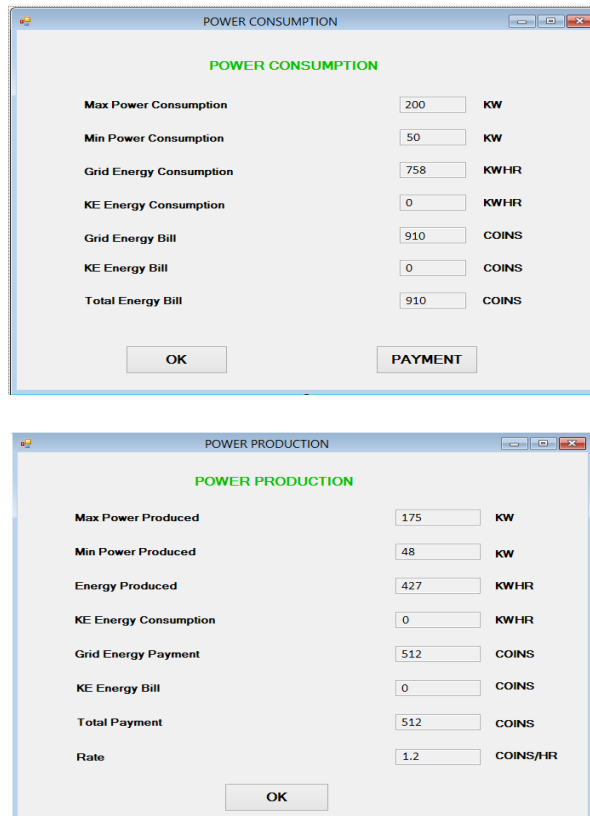 POWER CONSUMPTION
POWER CONSUMPTION
Max Power Consumption 200 KW
Min Power Consumption 50 KW
Grid Energy Consumption 758 KWHR
KE Energy Consumption 0 KWHR
Grid Energy Bill 910 COINS
KE Energy Bill 0 COINS
Total Energy Bill 910 COINS
OK PAYMENT
POWER PRODUCTION
POWER PRODUCTION
Max Power Produced 175 KW
Min Power Produced 48 KW
Energy Produced 427 KWHR
KE Energy Consumption 0 KWHR
Grid Energy Payment 512 COINS
KE Energy Bill 0 COINS
Total Payment 512 COINS
Rate 1.2 COINS/HR
OK